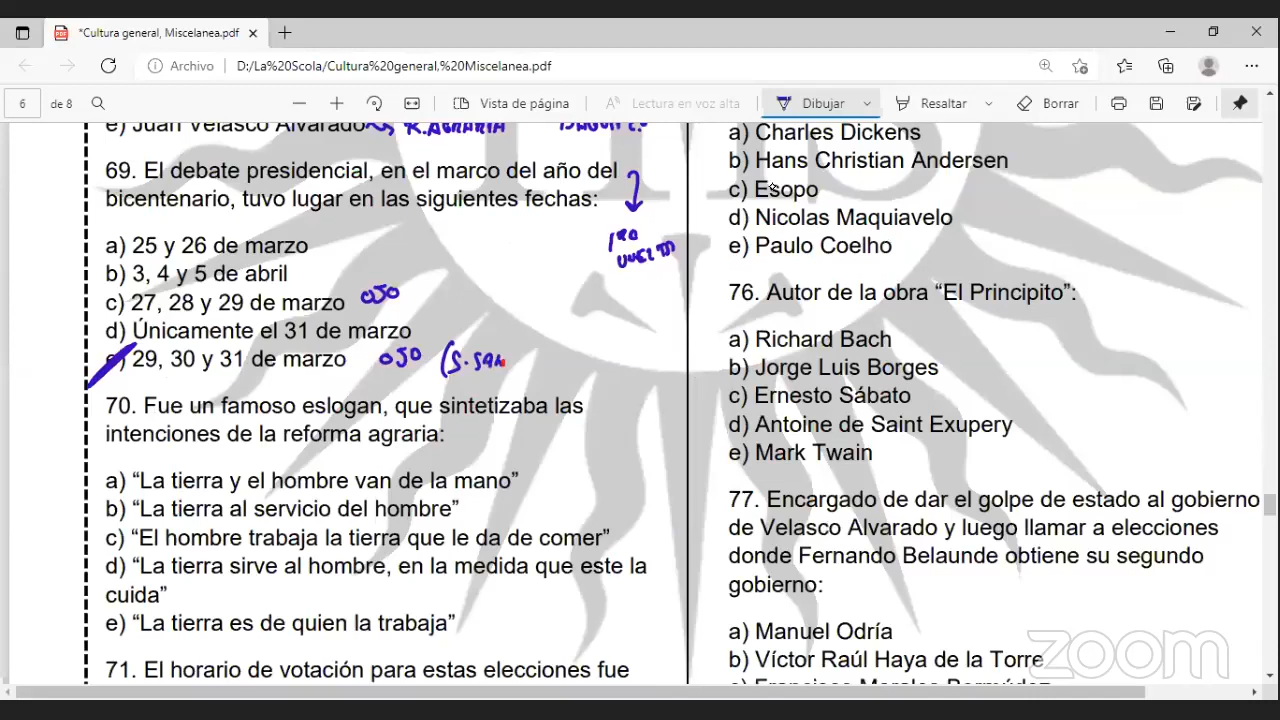 *Cultura general, Miscelanea.pdf
Archivo D:/La%20Scola/Cultura%20general,%20Miscelanea.pdf
6 de 8 Vista de página Lectura en voz alta Dibujar Resaltar Borrar
e) Juan Velasco Alvarado R. AGRARIA
69. El debate presidencial, en el marco del año del
bicentenario, tuvo lugar en las siguientes fechas:
1RA
VUELTA
a) 25 y 26 de marzo
b) 3, 4 y 5 de abril
c) 27, 28 y 29 de marzo OJO
d) Únicamente el 31 de marzo
e) 29, 30 y 31 de marzo OJO (S. SAN
70. Fue un famoso eslogan, que sintetizaba las
intenciones de la reforma agraria:
a) “La tierra y el hombre van de la mano”
b) “La tierra al servicio del hombre”
c) “El hombre trabaja la tierra que le da de comer”
d) “La tierra sirve al hombre, en la medida que este la
cuida”
e) “La tierra es de quien la trabaja”
71. El horario de votación para estas elecciones fue
a) Charles Dickens
b) Hans Christian Andersen
c) Esopo
d) Nicolas Maquiavelo
e) Paulo Coelho
76. Autor de la obra “El Principito”:
a) Richard Bach
b) Jorge Luis Borges
c) Ernesto Sábato
d) Antoine de Saint Exupery
e) Mark Twain
77. Encargado de dar el golpe de estado al gobierno
de Velasco Alvarado y luego llamar a elecciones
donde Fernando Belaunde obtiene su segundo
gobierno:
a) Manuel Odría
b) Víctor Raúl Haya de la Torre
c) Francisco Morales Bermúdez
zoom